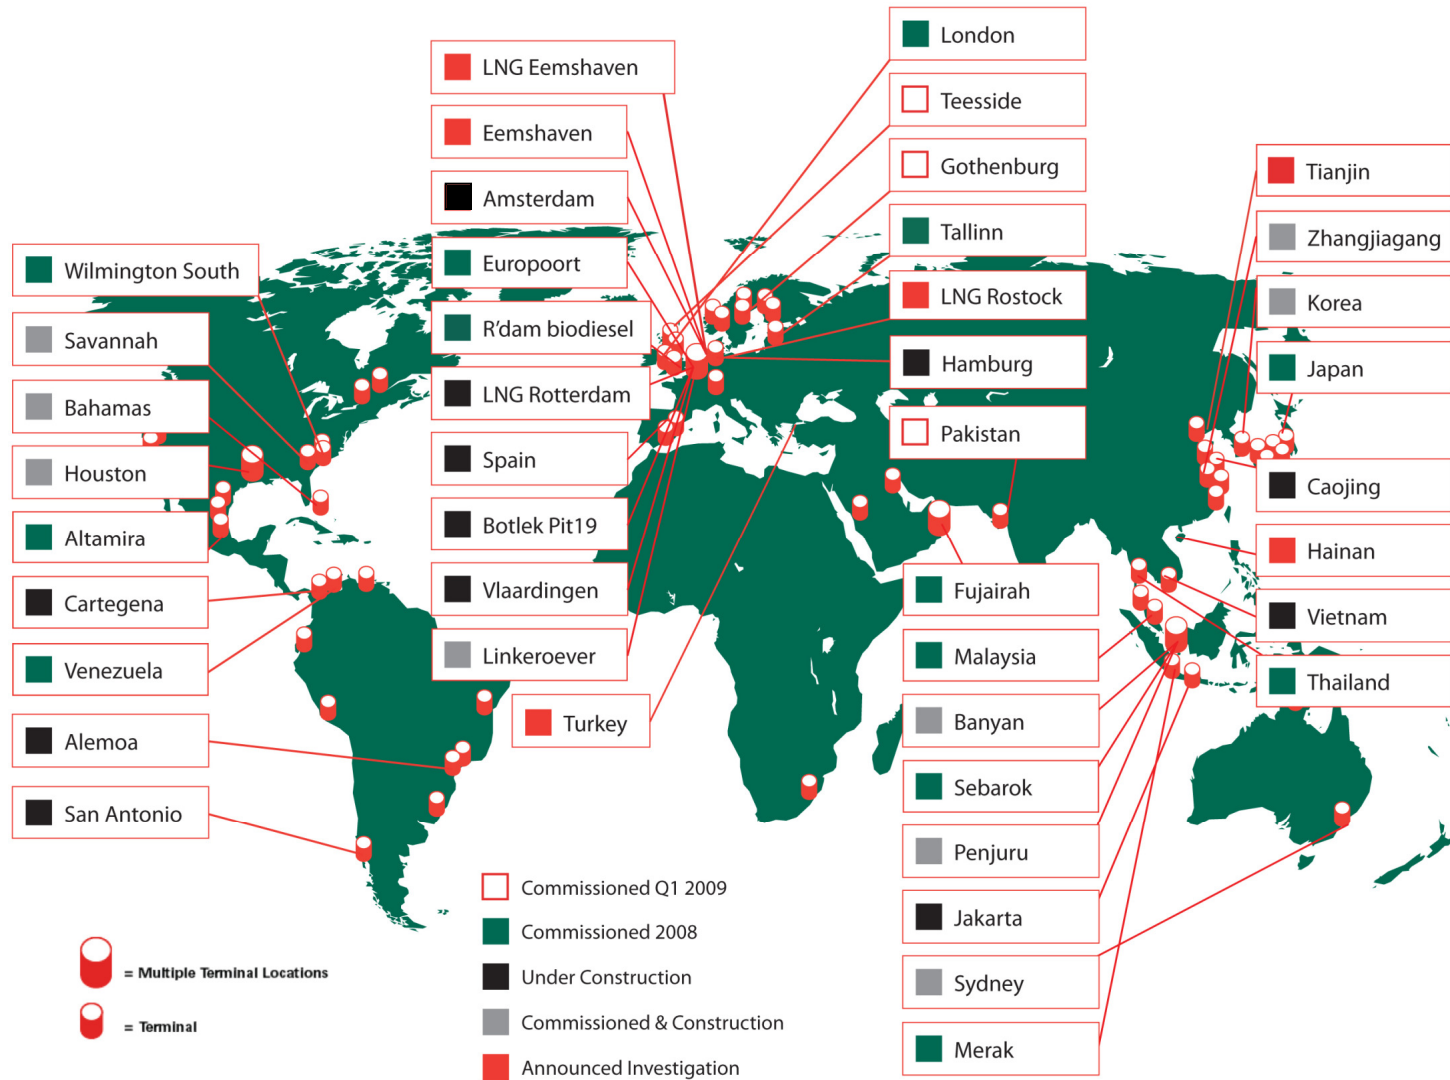 Wilmington South
Savannah
Bahamas
Houston
Altamira
Cartegena
Venezuela
Alemoa
San Antonio
LNG Eemshaven
Eemshaven
Amsterdam
Europoort
R'dam biodiesel
LNG Rotterdam
Spain
Botlek Pit19
Vlaardingen
Linkeroever
Turkey
London
Teesside
Gothenburg
Tallinn
LNG Rostock
Hamburg
Pakistan
Fujairah
Malaysia
Banyan
Sebarok
Penjuru
Jakarta
Sydney
Merak
Tianjin
Zhangjiagang
Korea
Japan
Caojing
Hainan
Vietnam
Thailand
= Multiple Terminal Locations
= Terminal
Commissioned Q1 2009
Commissioned 2008
Under Construction
Commissioned & Construction
Announced Investigation